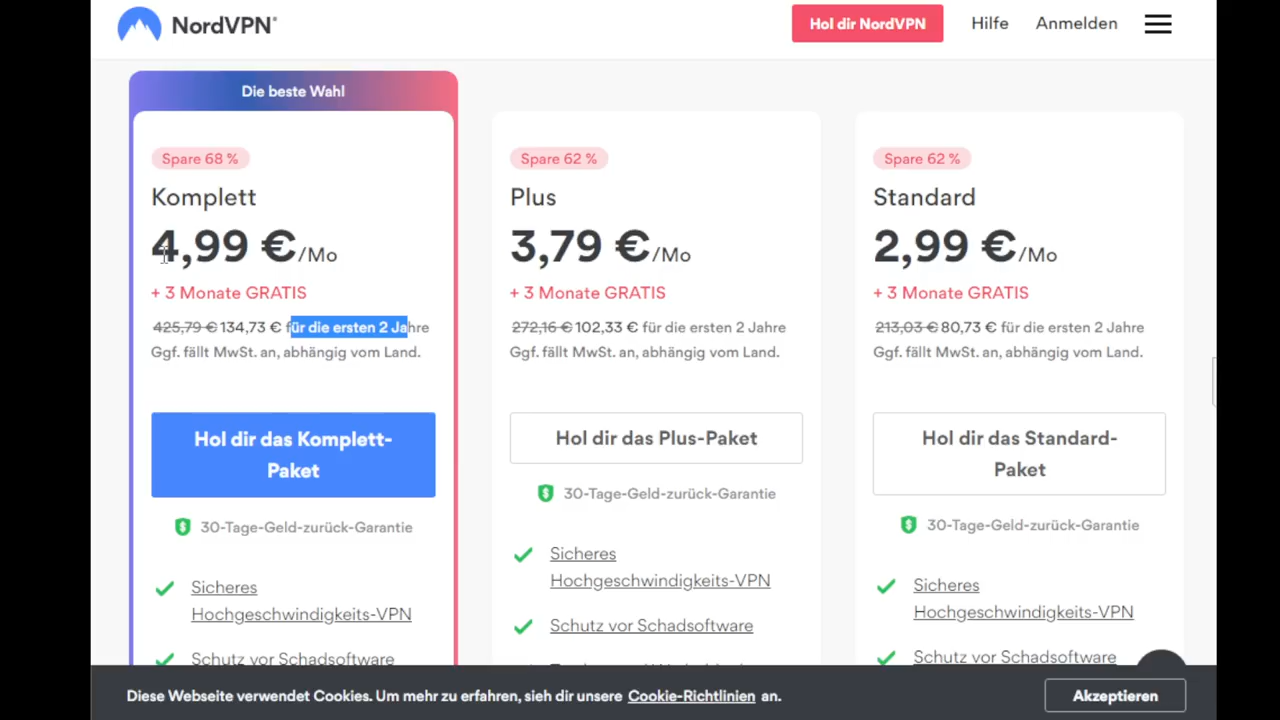 NordVPN®
Hol dir NordVPN
Hilfe
Anmelden
Die beste Wahl
Spare 68 %
Komplett
4,99 €/Mo
+ 3 Monate GRATIS
425,79 € 134,73 € für die ersten 2 Jahre
Ggf. fällt MwSt. an, abhängig vom Land.
Hol dir das Komplett-
Paket
30-Tage-Geld-zurück-Garantie
Sicheres
Hochgeschwindigkeits-VPN
Schutz vor Schadsoftware
Spare 62 %
Plus
3,79 €/Mo
+ 3 Monate GRATIS
272,16 € 102,33 € für die ersten 2 Jahre
Ggf. fällt MwSt. an, abhängig vom Land.
Hol dir das Plus-Paket
30-Tage-Geld-zurück-Garantie
Sicheres
Hochgeschwindigkeits-VPN
Schutz vor Schadsoftware
Spare 62 %
Standard
2,99 €/Mo
+ 3 Monate GRATIS
213,03 € 80,73 € für die ersten 2 Jahre
Ggf. fällt MwSt. an, abhängig vom Land.
Hol dir das Standard-
Paket
30-Tage-Geld-zurück-Garantie
Sicheres
Hochgeschwindigkeits-VPN
Schutz vor Schadsoftware
Diese Webseite verwendet Cookies. Um mehr zu erfahren, sieh dir unsere Cookie-Richtlinien an.
Akzeptieren